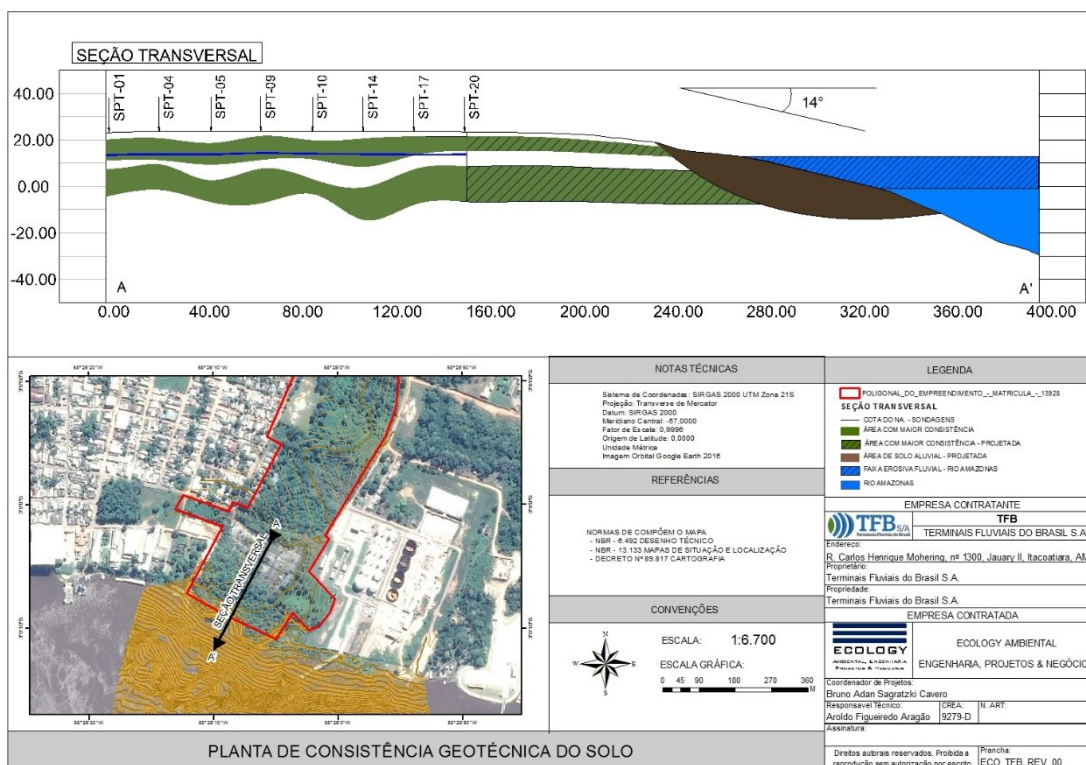 SEÇÃO TRANSVERSAL
SPT-01
SPT-04
SPT-05
SPT-09
SPT-10
SPT-14
SPT-17
SPT-20
14°
40.00
20.00
0.00
-20.00
-40.00
A
A'
0.00 40.00 80.00 120.00 160.00 200.00 240.00 280.00 320.00 360.00 400.00
SEÇÃO TRANSVERSAL
A
A'
NOTAS TÉCNICAS
Sistema de Coordenadas: SIRGAS 2000 UTM Zona 21S
Projeção: Transverse de Mercator
Datum: SIRGAS 2000
Meridiano Central: -57,0000
Fator de Escala: 0,9996
Origem de Latitude: 0,0000
Unidade Métrica
Imagem Orbital Google Earth 2016
REFERÊNCIAS
NORMAS DE COMPÕEM O MAPA
- NBR - 6.492 DESENHO TÉCNICO
- NBR - 13.133 MAPAS DE SITUAÇÃO E LOCALIZAÇÃO
- DECRETO Nº 89.817 CARTOGRAFIA
CONVENÇÕES
N
W E
S
ESCALA: 1:6.700
ESCALA GRÁFICA:
0 45 90 180 270 360
M
LEGENDA
POLIGONAL_DO_EMPREENDIMENTO_-_MATRICULA_-_13928
SEÇÃO TRANSVERSAL
COTA DO NA. - SONDAGENS
ÁREA COM MAIOR CONSISTÊNCIA
ÁREA COM MAIOR CONSISTÊNCIA - PROJETADA
ÁREA DE SOLO ALUVIAL - PROJETADA
FAIXA EROSIVA FLUVIAL - RIO AMAZONAS
RIO AMAZONAS
EMPRESA CONTRATANTE
TFB S/A
Terminais Fluviais do Brasil
TFB
TERMINAIS FLUVIAIS DO BRASIL S.A
Endereço:
R. Carlos Henrique Mohering, nº 1300, Jauary II, Itacoatiara, AM
Proprietário:
Terminais Fluviais do Brasil S.A.
Propriedade:
Terminais Fluviais do Brasil S.A.
EMPRESA CONTRATADA
ECOLOGY
AMBIENTAL, ENGENHARIA
PROJETOS & NEGÓCIOS
ECOLOGY AMBIENTAL
ENGENHARIA, PROJETOS & NEGÓCIO
Coordenador de Projetos:
Bruno Adan Sagratzki Cavero
Responsável Técnico:
Aroldo Figueiredo Aragão
CREA:
9279-D
N. ART:
Assinatura:
Direitos autorais reservados. Proibida a
reprodução sem autorização por escrito
Prancha:
ECO_TFB_REV_00
PLANTA DE CONSISTÊNCIA GEOTÉCNICA DO SOLO